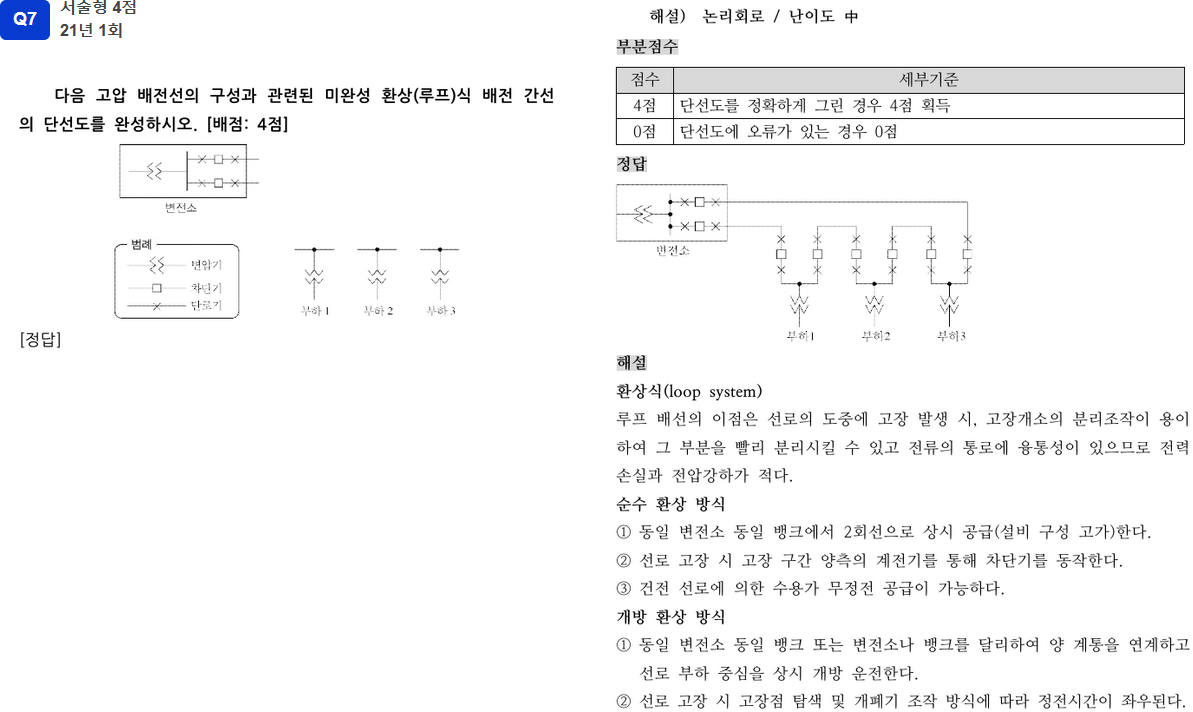 Q7
서술형 4점
21년 1회
다음 고압 배전선의 구성과 관련된 미완성 환상(루프)식 배전 간선
의 단선도를 완성하시오. [배점: 4점]
변전소
범례
변압기
차단기
단로기
부하 1
부하 2
부하 3
[정답]
해설) 논리회로 / 난이도 中
부분점수
점수 세부기준
4점 단선도를 정확하게 그린 경우 4점 획득
0점 단선도에 오류가 있는 경우 0점
정답
변전소
부하1
부하2
부하3
해설
환상식(loop system)
루프 배선의 이점은 선로의 도중에 고장 발생 시, 고장개소의 분리조작이 용이
하여 그 부분을 빨리 분리시킬 수 있고 전류의 통로에 융통성이 있으므로 전력
손실과 전압강하가 적다.
순수 환상 방식
① 동일 변전소 동일 뱅크에서 2회선으로 상시 공급(설비 구성 고가)한다.
② 선로 고장 시 고장 구간 양측의 계전기를 통해 차단기를 동작한다.
③ 건전 선로에 의한 수용가 무정전 공급이 가능하다.
개방 환상 방식
① 동일 변전소 동일 뱅크 또는 변전소나 뱅크를 달리하여 양 계통을 연계하고
선로 부하 중심을 상시 개방 운전한다.
② 선로 고장 시 고장점 탐색 및 개폐기 조작 방식에 따라 정전시간이 좌우된다.